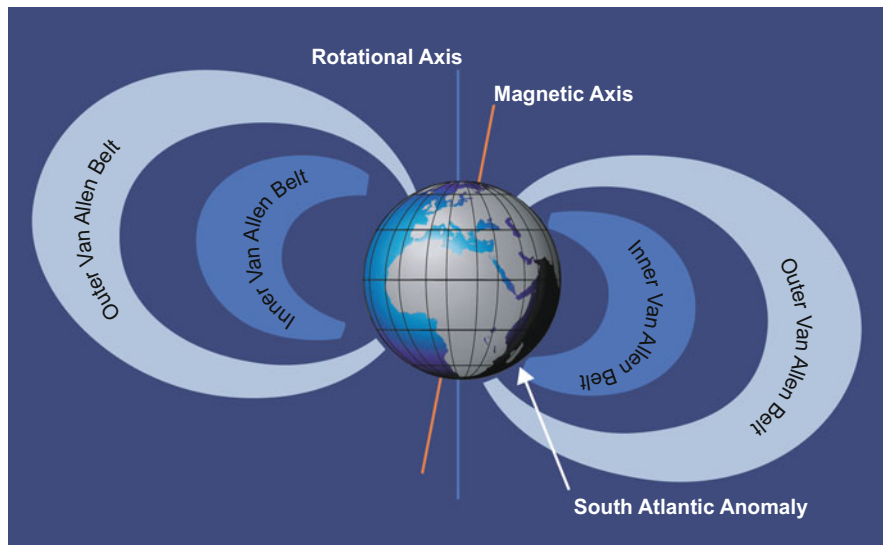 Rotational Axis
Magnetic Axis
Outer Van Allen Belt
Inner Van Allen Belt
Inner Van Allen Belt
Outer Van Allen Belt
South Atlantic Anomaly